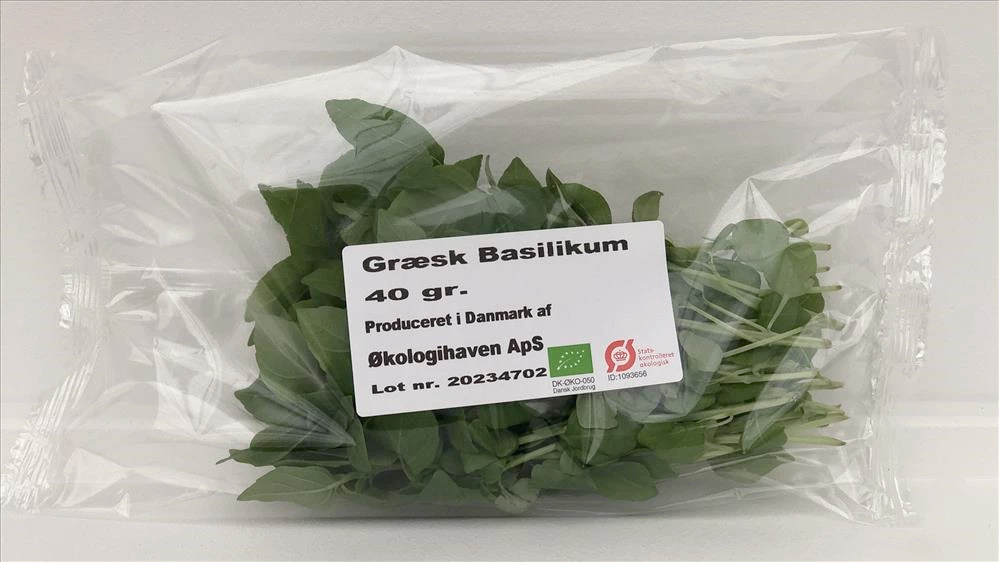 Græsk Basilikum
40 gr.
Produceret i Danmark af
Økologihaven ApS
Lot nr. 20234702
DK-ØKO-050
Dansk Jordbrug
Ø
Stats-
kontrolleret
økologisk
ID:1093656